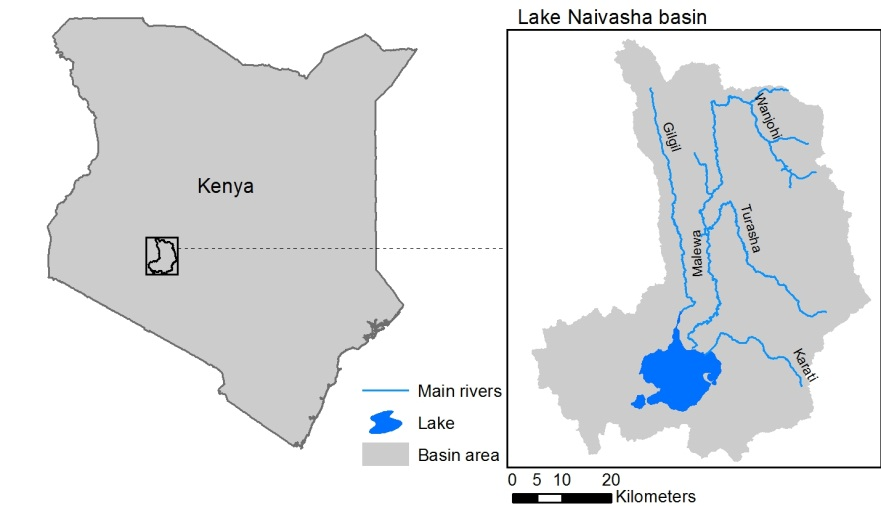 Lake Naivasha basin
Kenya
Gilgil
Wanjohi
Malewa
Turasha
Karati
Main rivers
Lake
Basin area
0 5 10 20
Kilometers